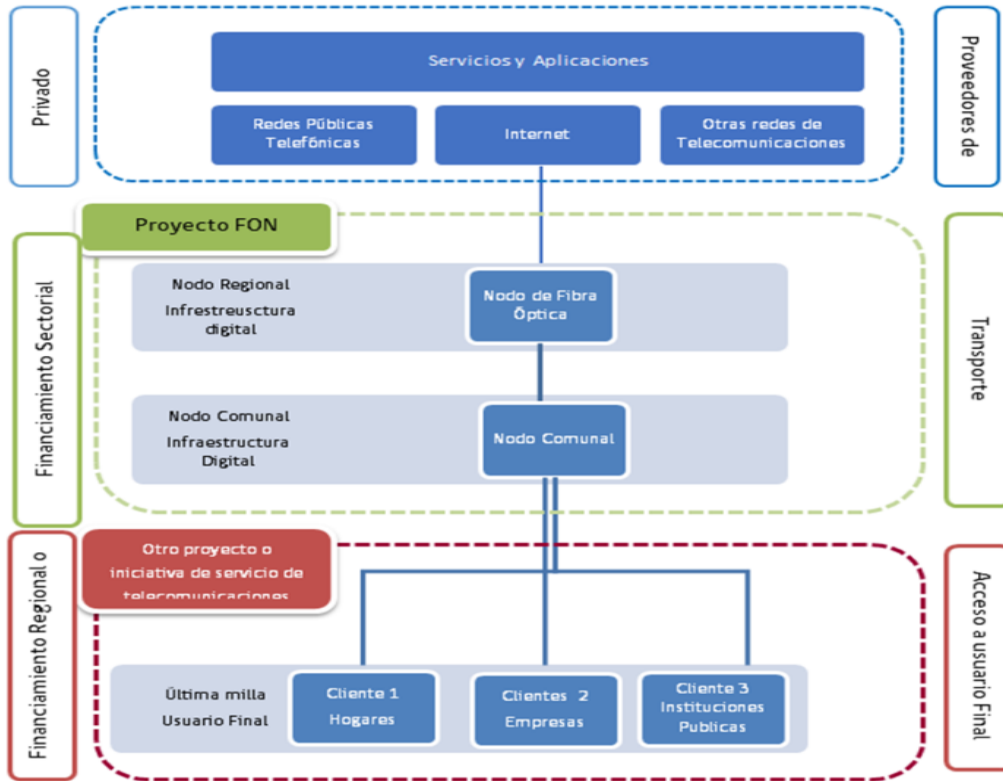 Privado
Servicios y Aplicaciones
Redes Públicas
Telefónicas
Internet
Otras redes de
Telecomunicaciones
Proveedores de
Financiamiento Sectorial
Proyecto FON
Nodo Regional
Infrestreusctura
digital
Nodo de Fibra
Óptica
Nodo Comunal
Infraestructura
Digital
Nodo Comunal
Transporte
Financiamiento Regional o
Otro proyecto o
iniciativa de servicio de
telecomunicaciones
Última milla
Usuario Final
Cliente 1
Hogares
Clientes 2
Empresas
Cliente 3
Instituciones
Publicas
Acceso a usuario Final